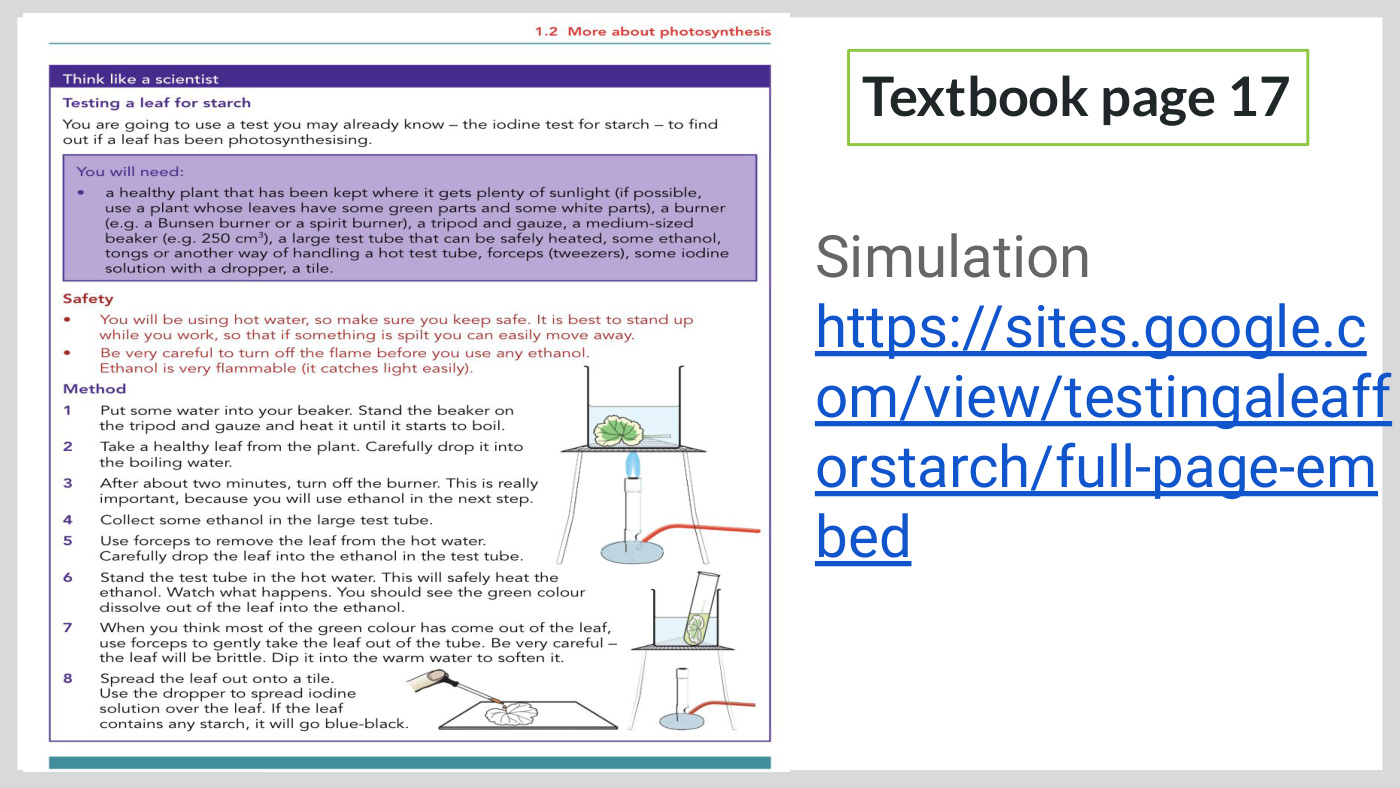 1.2 More about photosynthesis
Think like a scientist
Testing a leaf for starch
You are going to use a test you may already know – the iodine test for starch – to find
out if a leaf has been photosynthesising.
You will need:
• a healthy plant that has been kept where it gets plenty of sunlight (if possible,
use a plant whose leaves have some green parts and some white parts), a burner
(e.g. a Bunsen burner or a spirit burner), a tripod and gauze, a medium-sized
beaker (e.g. 250 cm³), a large test tube that can be safely heated, some ethanol,
tongs or another way of handling a hot test tube, forceps (tweezers), some iodine
solution with a dropper, a tile.
Safety
• You will be using hot water, so make sure you keep safe. It is best to stand up
while you work, so that if something is spilt you can easily move away.
• Be very careful to turn off the flame before you use any ethanol.
Ethanol is very flammable (it catches light easily).
Method
1 Put some water into your beaker. Stand the beaker on
the tripod and gauze and heat it until it starts to boil.
2 Take a healthy leaf from the plant. Carefully drop it into
the boiling water.
3 After about two minutes, turn off the burner. This is really
important, because you will use ethanol in the next step.
4 Collect some ethanol in the large test tube.
5 Use forceps to remove the leaf from the hot water.
Carefully drop the leaf into the ethanol in the test tube.
6 Stand the test tube in the hot water. This will safely heat the
ethanol. Watch what happens. You should see the green colour
dissolve out of the leaf into the ethanol.
7 When you think most of the green colour has come out of the leaf,
use forceps to gently take the leaf out of the tube. Be very careful –
the leaf will be brittle. Dip it into the warm water to soften it.
8 Spread the leaf out onto a tile.
Use the dropper to spread iodine
solution over the leaf. If the leaf
contains any starch, it will go blue-black.
Textbook page 17
Simulation
https://sites.google.c
om/view/testingaleaff
orstarch/full-page-em
bed